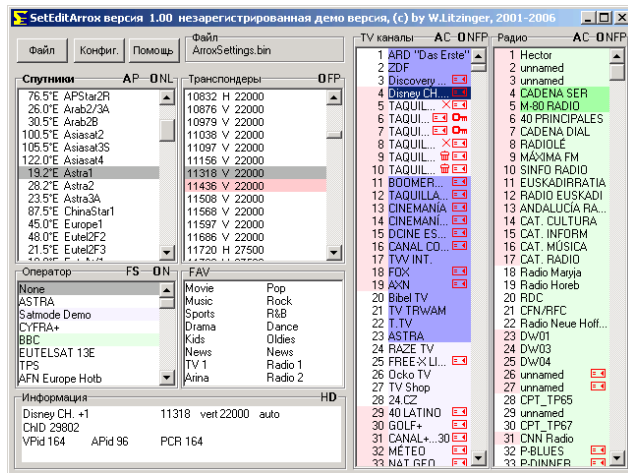 SetEditArrox версия 1.00 незарегистрированная демо версия, (c) by W.Litzinger, 2001-2006
Файл
Конфиг.
Помощь
Файл
ArroxSettings.bin
Спутники AP-ONL
76.5°E APStar2R
26.0°E Arab2/3A
30.5°E Arab2B
100.5°E Asiasat2
105.5°E Asiasat3S
122.0°E Asiasat4
19.2°E Astra1
28.2°E Astra2
23.5°E Astra3A
87.5°E ChinaStar1
45.0°E Europe1
48.0°E Eutel2F2
21.5°E Eutel2F3
Транспондеры OFP
10832 H 22000
10876 V 22000
10979 V 22000
11038 V 22000
11097 V 22000
11156 V 22000
11318 V 22000
11436 V 22000
11508 V 22000
11568 V 22000
11597 V 22000
11686 V 22000
11720 H 27500
Оператор FS ON
None
ASTRA
Satmode Demo
CYFRA+
BBC
EUTELSAT 13E
TPS
AFN Europe Hotb
FAV
Movie Pop
Music Rock
Sports R&B
Drama Dance
Kids Oldies
News News
TV 1 Radio 1
Arina Radio 2
Информация HD
Disney CH. +1 11318 vert 22000 auto
ChID 29802
VPid 164 APid 96 PCR 164
TV каналы AC-ONFP
1 ARD "Das Erste"
2 ZDF
3 Discovery ...
4 Disney CH....
5 TAQUIL...
6 TAQUI...
7 TAQUI...
8 TAQUIL...
9 TAQUIL...
10 TAQUIL...
11 BOOMER...
12 TAQUILLA...
13 CINEMANÍA
14 CINEMANÍ...
15 DCINE ES...
16 CANAL CO...
17 TVV INT.
18 FOX
19 AXN
20 Bibel TV
21 TV TRWAM
22 T.TV
23 ASTRA
24 RAZE TV
25 FREE-X LI...
26 Ocko TV
27 TV Shop
28 24.CZ
29 40 LATINO
30 GOLF+
31 CANAL+...30
32 MÉTEO
33 NAT GEO
Радио AC-ONFP
1 Hector
2 unnamed
3 unnamed
4 CADENA SER
5 M-80 RADIO
6 40 PRINCIPALES
7 CADENA DIAL
8 RADIOLÉ
9 MÁXIMA FM
10 SINFO RADIO
11 EUSKADIRRATIA
12 RADIO EUSKADI
13 ANDALUCÍA RA...
14 CAT. CULTURA
15 CAT. INFORM
16 CAT. MÚSICA
17 CAT. RADIO
18 Radio Maryja
19 Radio Horeb
20 RDC
21 CFN/RFC
22 Radio Neue Hoff...
23 DW01
24 DW03
25 DW04
26 unnamed
27 unnamed
28 CPT_TP65
29 unnamed
30 CPT_TP67
31 CNN Radio
32 P-BLUES
33 P-DINNER